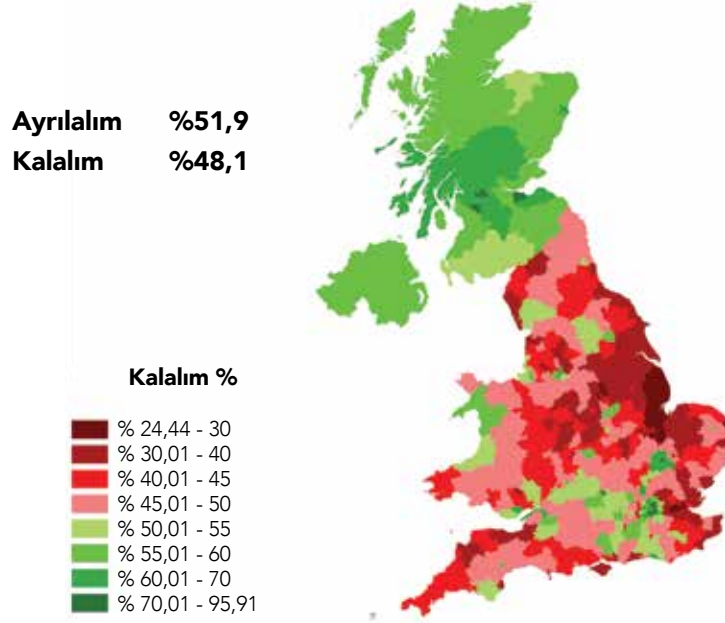 Ayrılalım %51,9
Kalalım %48,1
Kalalım %
% 24,44 - 30
% 30,01 - 40
% 40,01 - 45
% 45,01 - 50
% 50,01 - 55
% 55,01 - 60
% 60,01 - 70
% 70,01 - 95,91